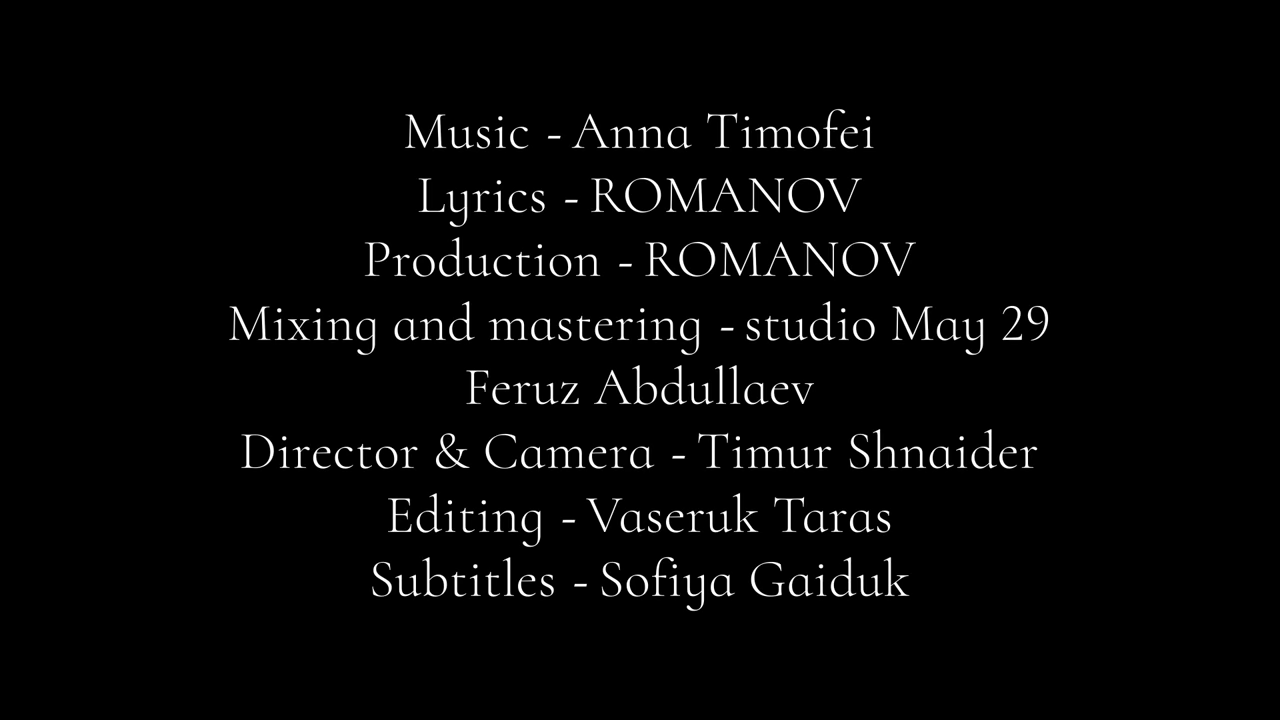 Music - Anna Timofei
Lyrics - ROMANOV
Production - ROMANOV
Mixing and mastering - studio May 29
Feruz Abdullaev
Director & Camera - Timur Shnaider
Editing - Vaseruk Taras
Subtitles - Sofiya Gaiduk